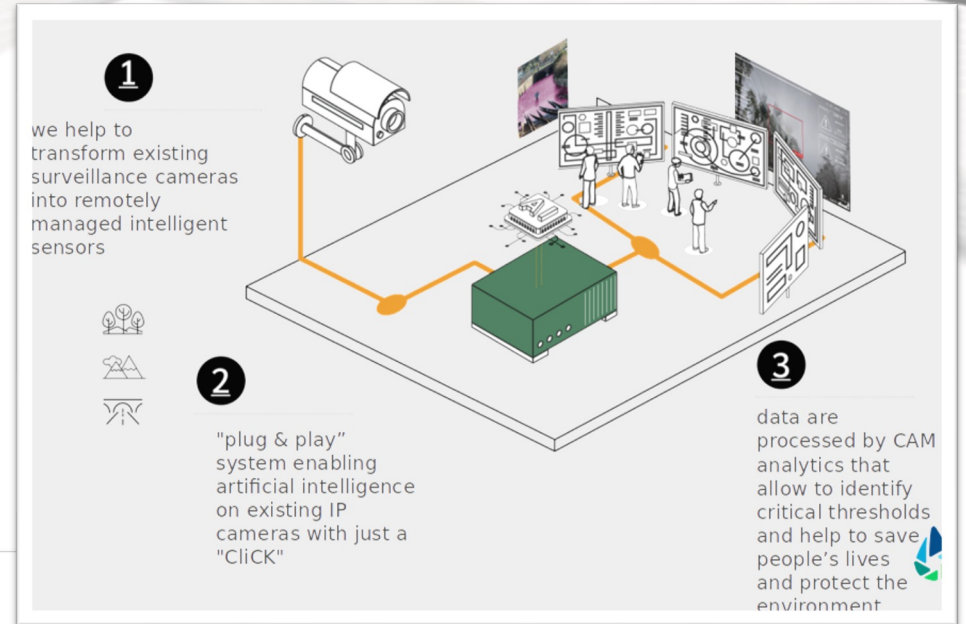 1
we help to
transform existing
surveillance cameras
into remotely
managed intelligent
sensors
AI
2
"plug & play”
system enabling
artificial intelligence
on existing IP
cameras with just a
"CliCK"
3
data are
processed by CAM
analytics that
allow to identify
critical thresholds
and help to save
people’s lives
and protect the
environment